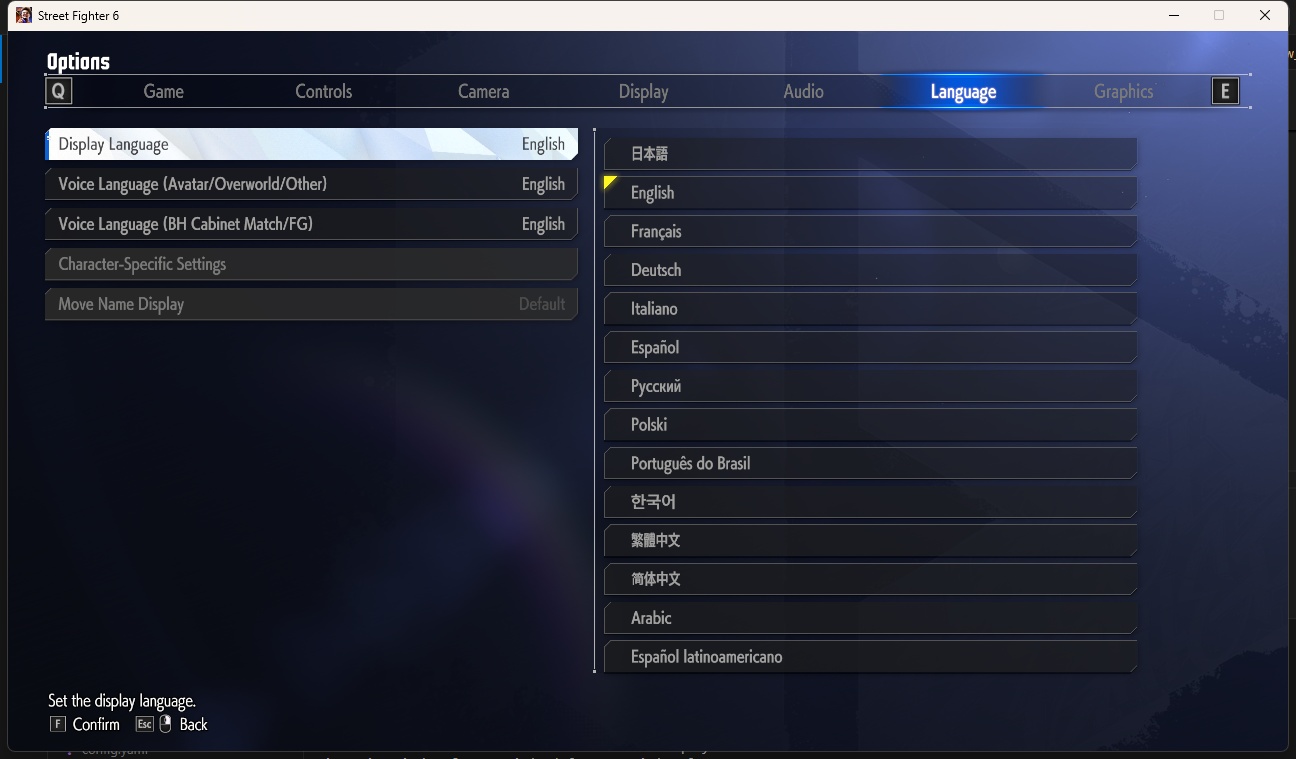 Street Fighter 6
Options
Q Game Controls Camera Display Audio Language Graphics E
Display Language English
Voice Language (Avatar/Overworld/Other) English
Voice Language (BH Cabinet Match/FG) English
Character-Specific Settings
Move Name Display Default
日本語
English
Français
Deutsch
Italiano
Español
Русский
Polski
Português do Brasil
한국어
繁體中文
简体中文
Arabic
Español latinoamericano
Set the display language.
F Confirm Esc Back